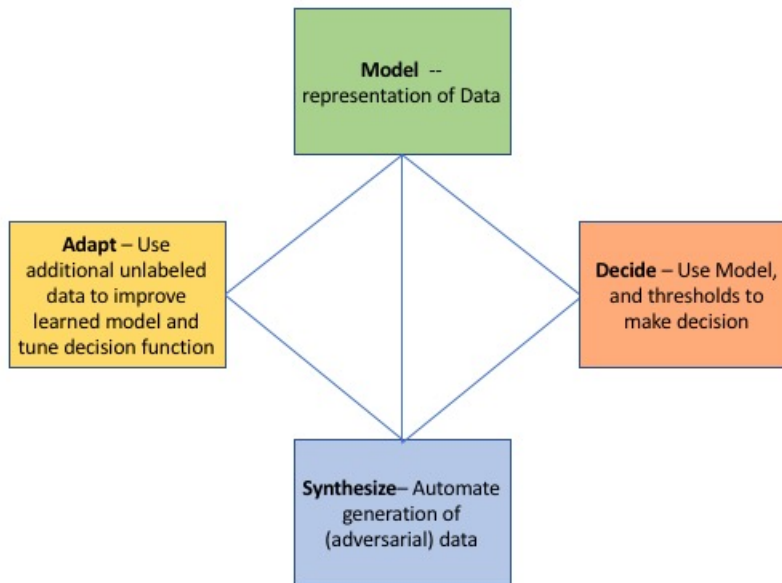 Model --
representation of Data
Adapt – Use
additional unlabeled
data to improve
learned model and
tune decision function
Decide – Use Model,
and thresholds to
make decision
Synthesize– Automate
generation of
(adversarial) data